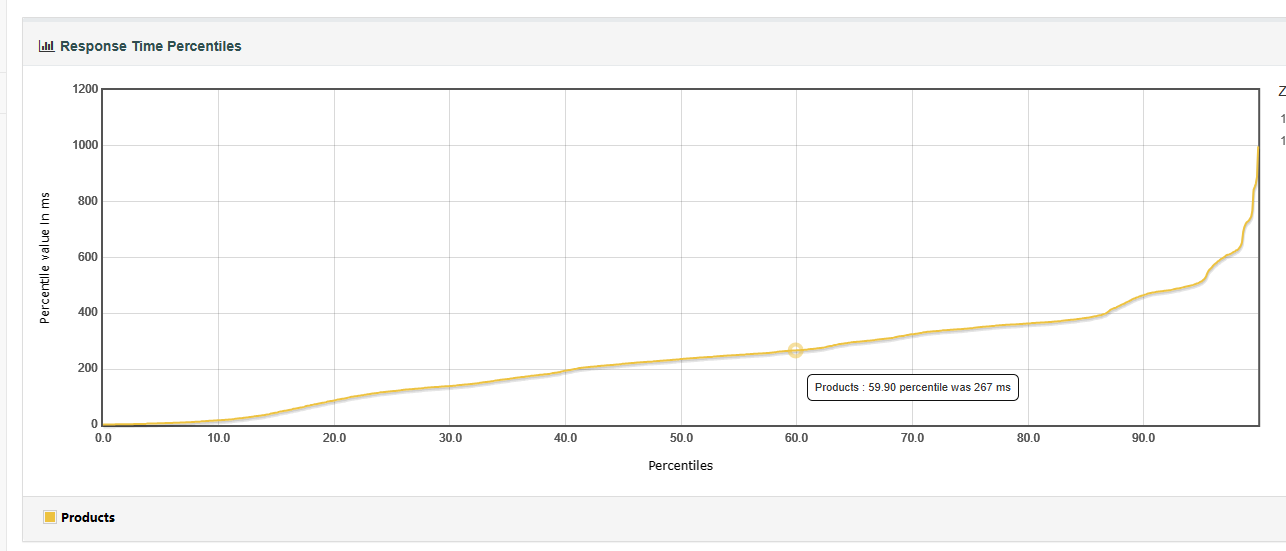 Response Time Percentiles
1200
1000
800
600
400
200
0
Percentile value in ms
0.0 10.0 20.0 30.0 40.0 50.0 60.0 70.0 80.0 90.0
Products : 59.90 percentile was 267 ms
Percentiles
Products